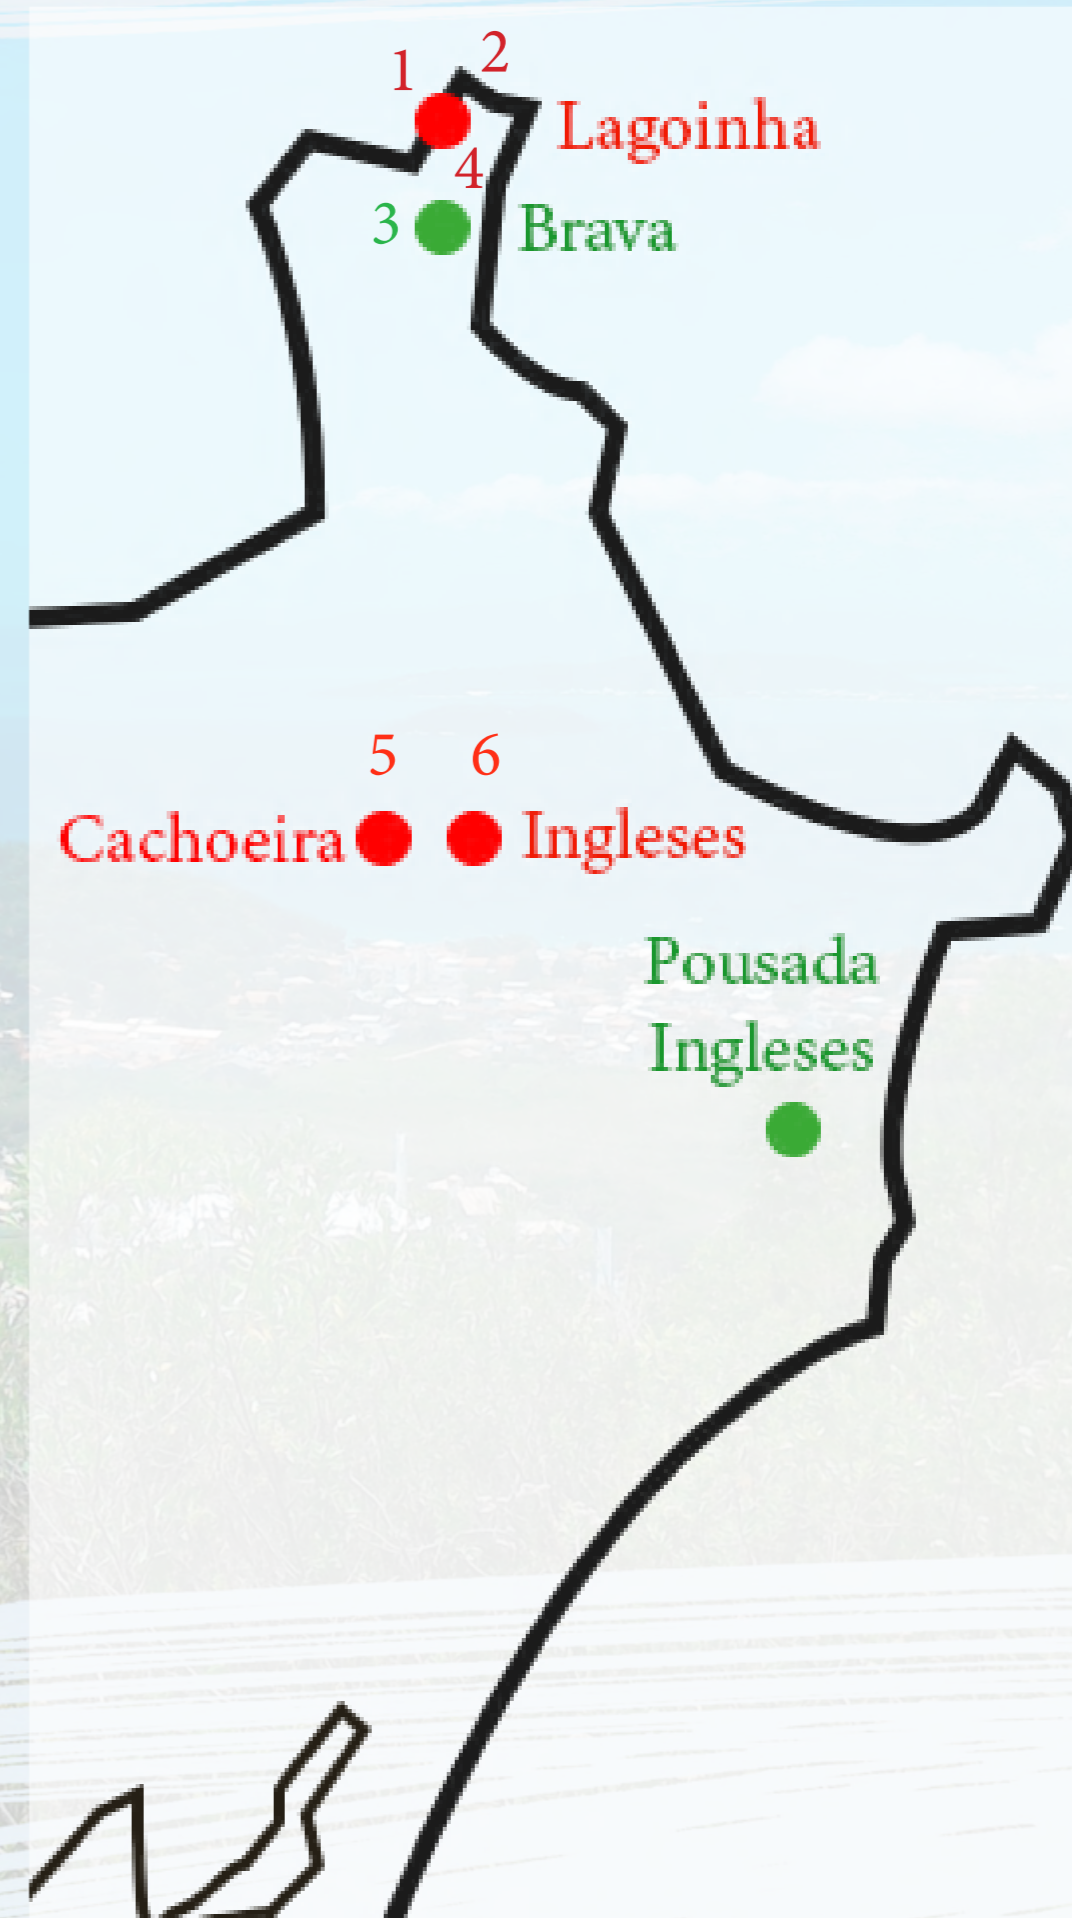 1 2
Lagoinha
4
3 Brava
5 6
Cachoeira Ingleses
Pousada
Ingleses